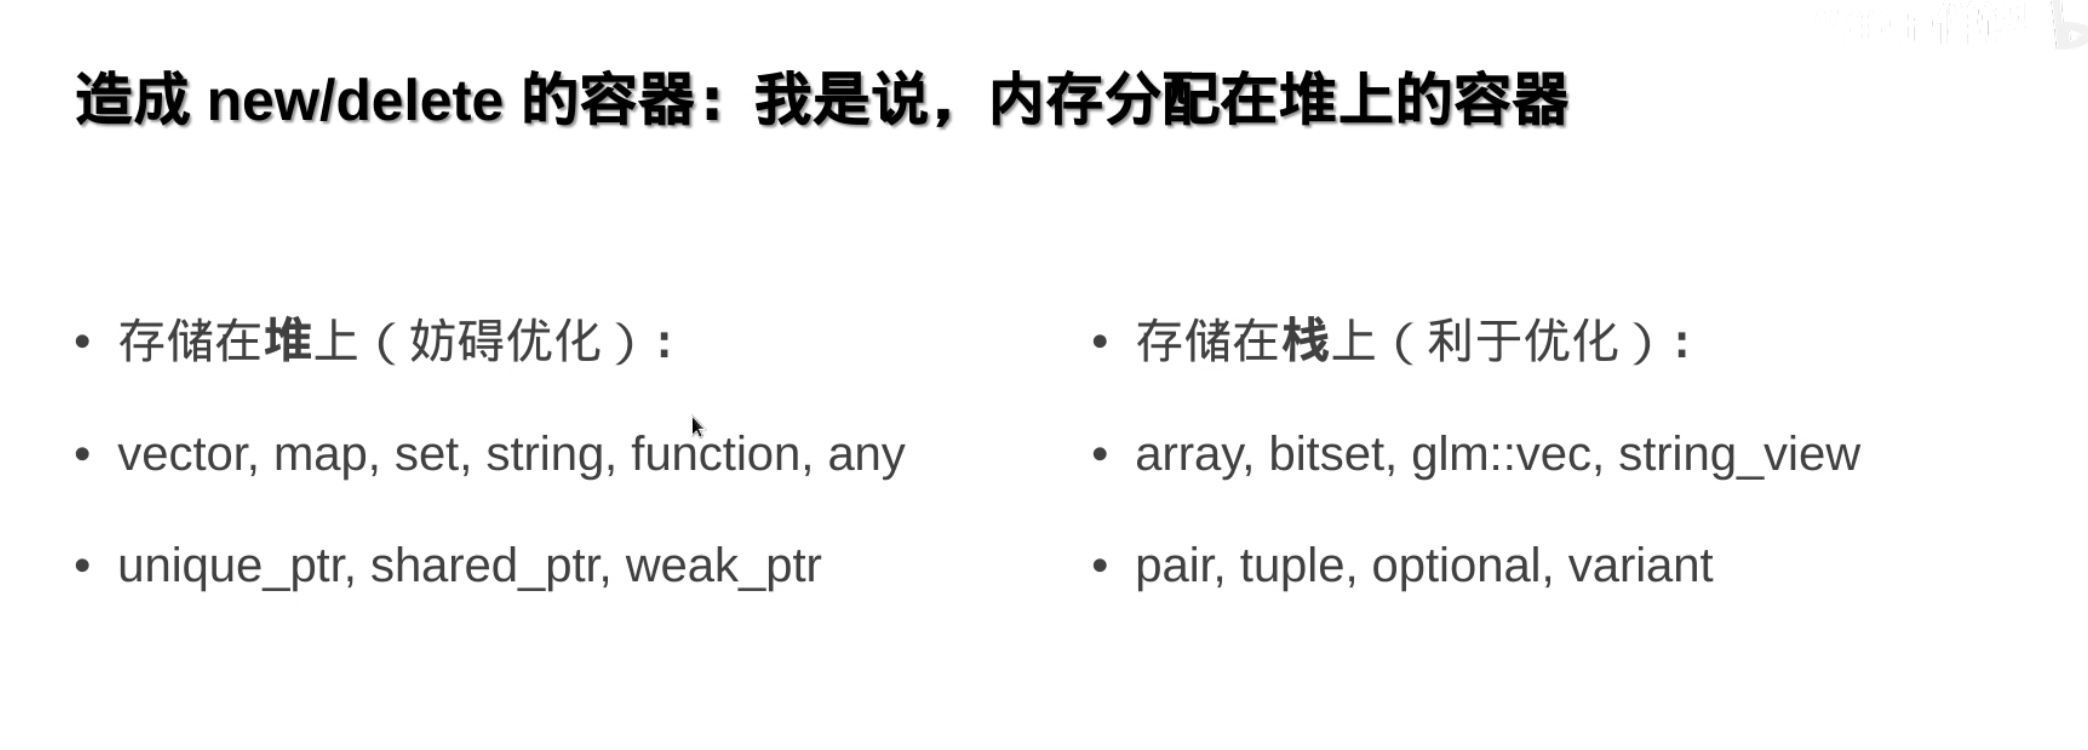 造成 new/delete 的容器：我是说，内存分配在堆上的容器
• 存储在堆上（妨碍优化）：
• vector, map, set, string, function, any
• unique_ptr, shared_ptr, weak_ptr
• 存储在栈上（利于优化）：
• array, bitset, glm::vec, string_view
• pair, tuple, optional, variant